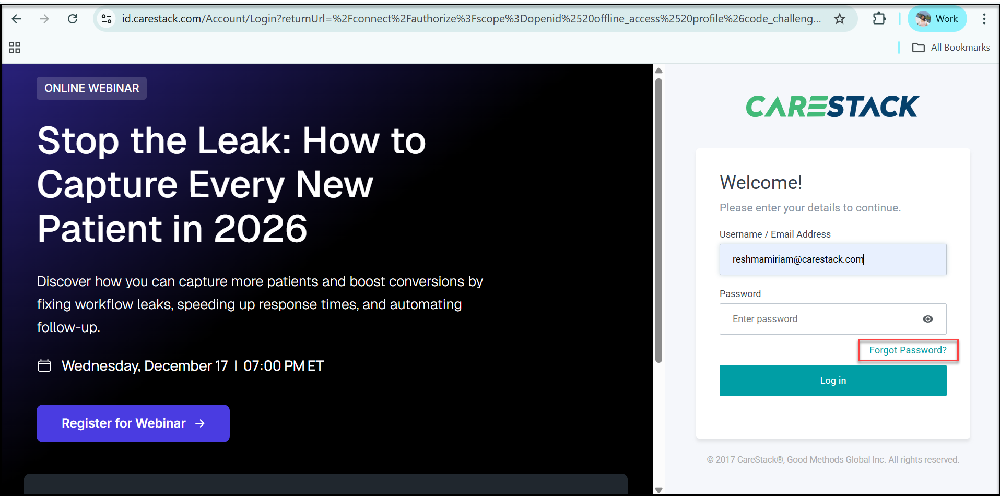 id.carestack.com/Account/Login?returnUrl=%2Fconnect%2Fauthorize%3Fscope%3Dopenid%2520offline_access%2520profile%26code_challeng...
Work
All Bookmarks
ONLINE WEBINAR
Stop the Leak: How to
Capture Every New
Patient in 2026
Discover how you can capture more patients and boost conversions by
fixing workflow leaks, speeding up response times, and automating
follow-up.
Wednesday, December 17 | 07:00 PM ET
Register for Webinar →
CARESTACK
Welcome!
Please enter your details to continue.
Username / Email Address
reshmamiriam@carestack.com
Password
Enter password
Forgot Password?
Log in
© 2017 CareStack®, Good Methods Global Inc. All rights reserved.